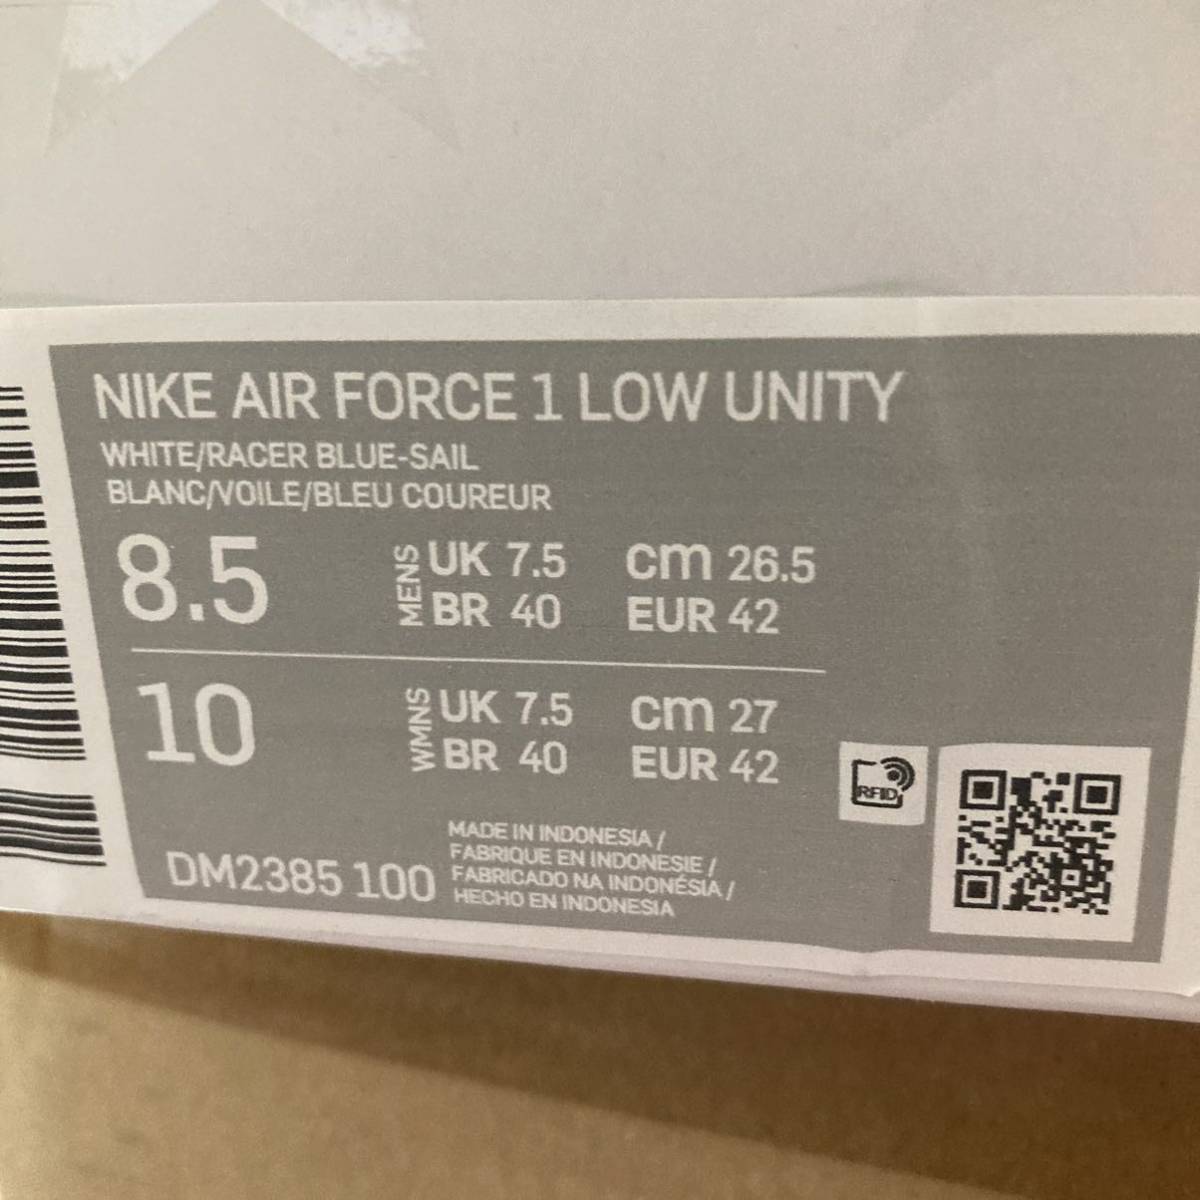 NIKE AIR FORCE 1 LOW UNITY
WHITE/RACER BLUE-SAIL
BLANC/VOILE/BLEU COUREUR
8.5 MENS UK 7.5 cm 26.5
BR 40 EUR 42
10 WMNS UK 7.5 cm 27
BR 40 EUR 42
RFID
DM2385 100
MADE IN INDONESIA /
FABRIQUE EN INDONESIE /
FABRICADO NA INDONÉSIA /
HECHO EN INDONESIA